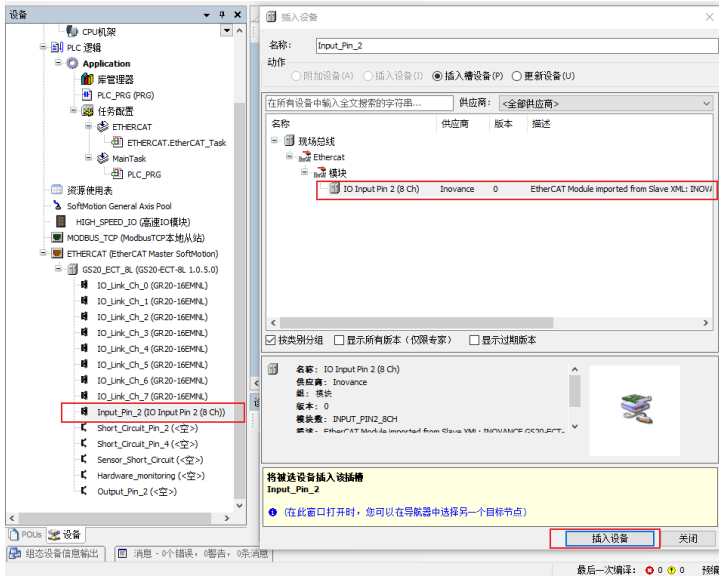 设备
CPU机架
PLC 逻辑
Application
库管理器
PLC_PRG (PRG)
任务配置
ETHERCAT
ETHERCAT.EtherCAT_Task
MainTask
PLC_PRG
资源使用表
SoftMotion General Axis Pool
HIGH_SPEED_IO (高速IO模块)
MODBUS_TCP (ModbusTCP本地从站)
ETHERCAT (EtherCAT Master SoftMotion)
GS20_ECT_8L (GS20-ECT-8L 1.0.5.0)
IO_Link_Ch_0 (GR20-16EMNL)
IO_Link_Ch_1 (GR20-16EMNL)
IO_Link_Ch_2 (GR20-16EMNL)
IO_Link_Ch_3 (GR20-16EMNL)
IO_Link_Ch_4 (GR20-16EMNL)
IO_Link_Ch_5 (GR20-16EMNL)
IO_Link_Ch_6 (GR20-16EMNL)
IO_Link_Ch_7 (GR20-16EMNL)
Input_Pin_2 (IO Input Pin 2 (8 Ch))
Short_Circuit_Pin_2 (<空>)
Short_Circuit_Pin_4 (<空>)
Sensor_Short_Circuit (<空>)
Hardware_monitoring (<空>)
Output_Pin_2 (<空>)
POUs 设备
组态设备信息输出 消息 - 0个错误，0警告，0条消息
插入设备
名称: Input_Pin_2
动作
附加设备(A) 插入设备(I) 插入槽设备(P) 更新设备(U)
在所有设备中输入全文搜索的字符串... 供应商: <全部供应商>
名称 供应商 版本 描述
现场总线
Ethercat
模块
IO Input Pin 2 (8 Ch) Inovance 0 EtherCAT Module imported from Slave XML: INOVA
按类别分组 显示所有版本（仅限专家） 显示过期版本
名称: IO Input Pin 2 (8 Ch)
供应商: Inovance
组: 模块
版本: 0
模块数: INPUT_PIN2_8CH
描述: EtherCAT Module imported from Slave XML: INOVANCE GS20-ECT-
将被选设备插入该插槽
Input_Pin_2
（在此窗口打开时，您可以在导航器中选择另一个目标节点）
插入设备 关闭
最后一次编译: 0 0 预编